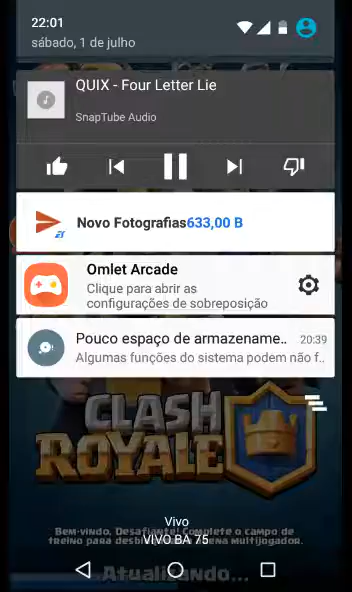 22:01
sábado, 1 de julho
QUIX - Four Letter Lie
SnapTube Audio
Novo Fotografias633,00 B
Omlet Arcade
Clique para abrir as
configurações de sobreposição
Pouco espaço de armazename.. 20:39
Algumas funções do sistema podem não f..
CLASH
ROYALE
Vivo
Bem-vindo, Desafiante! Complete o campo de
treino para desbl
VIVO BA 75
ena multijogador.
Atualizando...